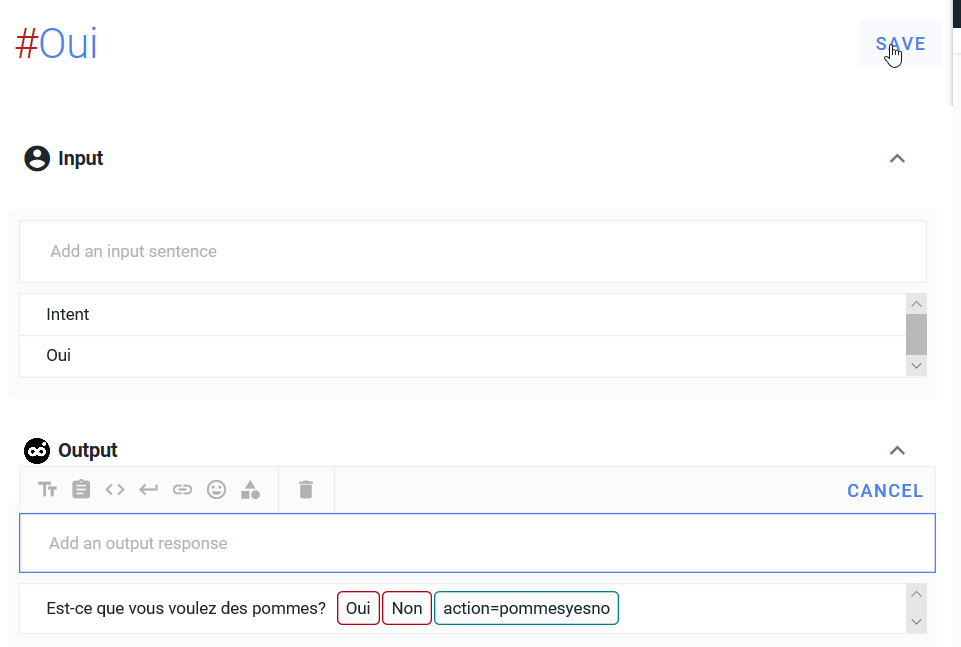 #Oui
SAVE
Input
Add an input sentence
Intent
Oui
Output
CANCEL
Add an output response
Est-ce que vous voulez des pommes? Oui Non action=pommesyesno